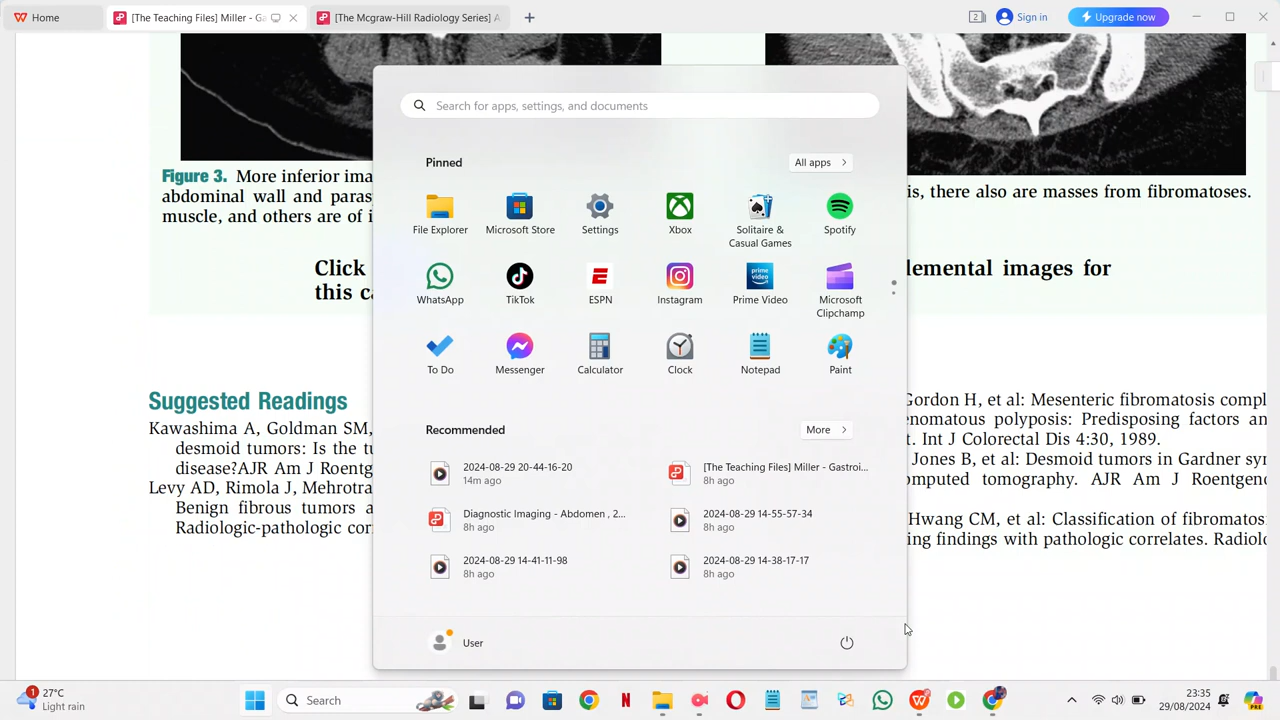 Home
[The Teaching Files] Miller - Ga
[The Mcgraw-Hill Radiology Series] A
2
Sign in
Upgrade now
Figure 3. More inferior ima
abdominal wall and paras
muscle, and others are of i
is, there also are masses from fibromatoses.
Click
lemental images for
this ca
Suggested Readings
Kawashima A, Goldman SM,
desmoid tumors: Is the tu
disease?AJR Am J Roentg
Levy AD, Rimola J, Mehrotra
Benign fibrous tumors a
Radiologic-pathologic cor
Gordon H, et al: Mesenteric fibromatosis compl
nomatous polyposis: Predisposing factors an
t. Int J Colorectal Dis 4:30, 1989.
Jones B, et al: Desmoid tumors in Gardner syn
omputed tomography. AJR Am J Roentgeno
Hwang CM, et al: Classification of fibromatos
ing findings with pathologic correlates. Radiolo
Search for apps, settings, and documents
Pinned
All apps
File Explorer
Microsoft Store
Settings
Xbox
Solitaire &
Casual Games
Spotify
WhatsApp
TikTok
ESPN
Instagram
Prime Video
Microsoft
Clipchamp
To Do
Messenger
Calculator
Clock
Notepad
Paint
Recommended
More
2024-08-29 20-44-16-20
14m ago
[The Teaching Files] Miller - Gastroi...
8h ago
Diagnostic Imaging - Abdomen , 2...
8h ago
2024-08-29 14-55-57-34
8h ago
2024-08-29 14-41-11-98
8h ago
2024-08-29 14-38-17-17
8h ago
User
1
27°C
Light rain
Search
23:35
29/08/2024